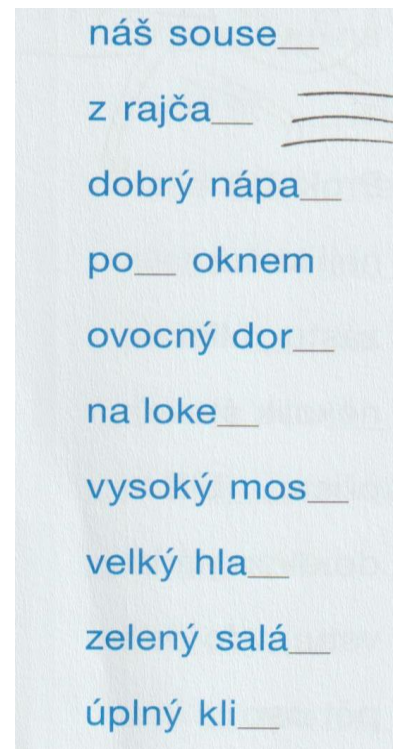 náš souse__
z rajča__
dobrý nápa__
po__ oknem
ovocný dor__
na loke__
vysoký mos__
velký hla__
zelený salá__
úplný kli__